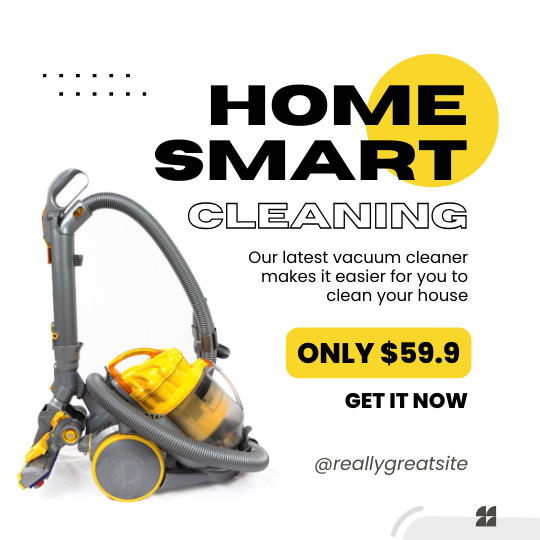 HOME
SMART
CLEANING
Our latest vacuum cleaner
makes it easier for you to
clean your house
ONLY $59.9
GET IT NOW
@reallygreatsite